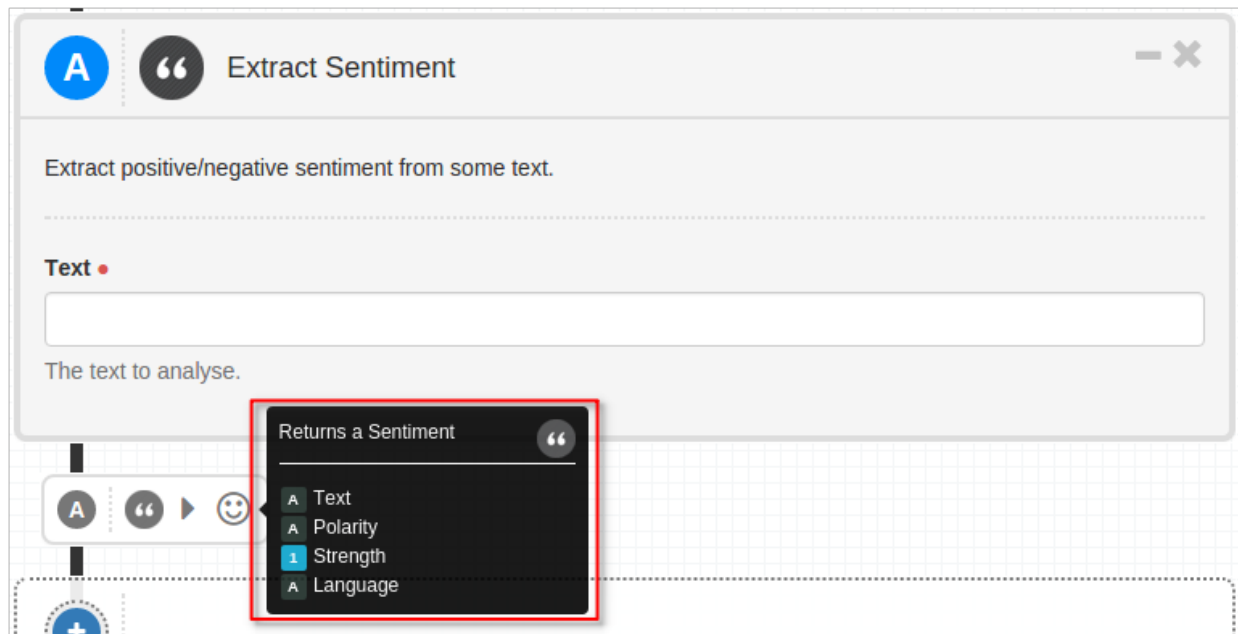 A “ Extract Sentiment
Extract positive/negative sentiment from some text.
Text
The text to analyse.
Returns a Sentiment “
A “
A Text
A Polarity
1 Strength
A Language